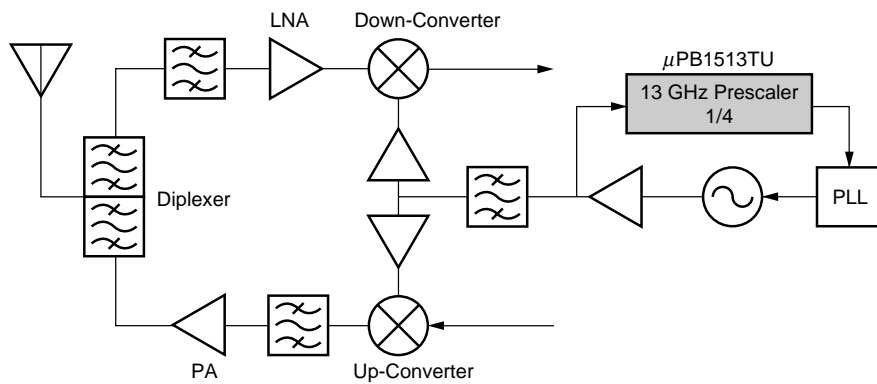 LNA
Down-Converter
μPB1513TU
13 GHz Prescaler
1/4
Diplexer
PLL
PA
Up-Converter